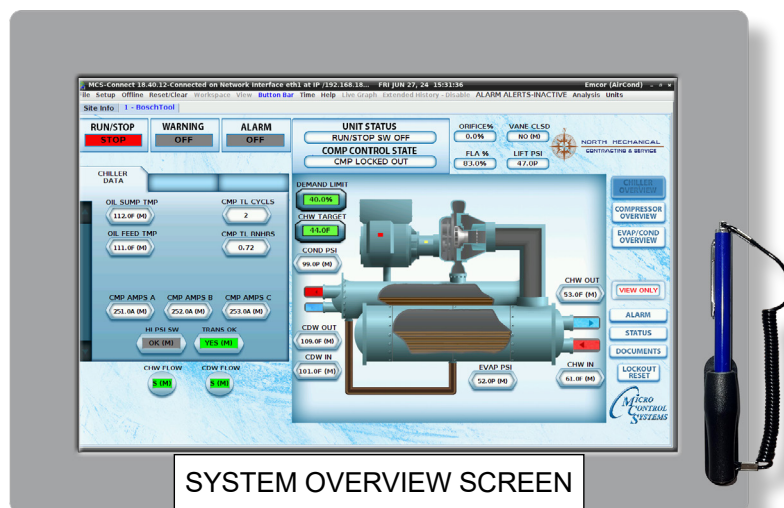 MCS-Connect 18.40.12-Connected on Network Interface eth1 at IP /192.168.18... FRI JUN 27, 24 15:31:36 Emcor (AirCond)
File Setup Offline Reset/Clear Workspace View Button Bar Time Help Live Graph Extended History - Disable ALARM ALERTS-INACTIVE Analysis Units
Site Info 1 - BoschTool
RUN/STOP WARNING ALARM
STOP OFF OFF
UNIT STATUS
RUN/STOP SW OFF
COMP CONTROL STATE
CMP LOCKED OUT
ORIFICE% VANE CLSD
0.0% NO (M)
FLA % LIFT PSI
83.0% 47.0P
NORTH MECHANICAL
CONTRACTING & SERVICE
CHILLER
DATA
OIL SUMP TMP CMP TL CYCLS
112.0F (M) 2
OIL FEED TMP CMP TL RNHRS
111.0F (M) 0.72
CMP AMPS A CMP AMPS B CMP AMPS C
251.0A (M) 252.0A (M) 253.0A (M)
HI PSI SW TRANS OK
OK (M) YES (M)
CHW FLOW CDW FLOW
S (M) S (M)
DEMAND LIMIT
40.0%
CHW TARGET
44.0F
COND PSI
99.0P (M)
CDW OUT
109.0F (M)
CDW IN
101.0F (M)
EVAP PSI
52.0P (M)
CHW OUT
53.0F (M)
CHW IN
61.0F (M)
CHILLER
OVERVIEW
COMPRESSOR
OVERVIEW
EVAP/COND
OVERVIEW
VIEW ONLY
ALARM
STATUS
DOCUMENTS
LOCKOUT
RESET
MICRO
CONTROL
SYSTEMS
SYSTEM OVERVIEW SCREEN